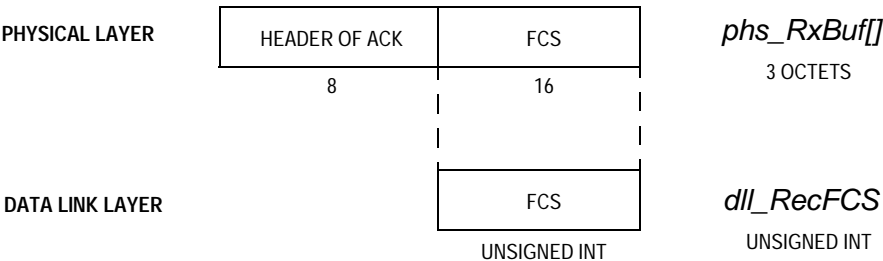 PHYSICAL LAYER
HEADER OF ACK
FCS
phs_RxBuf[]
8
16
3 OCTETS
DATA LINK LAYER
FCS
dll_RecFCS
UNSIGNED INT
UNSIGNED INT